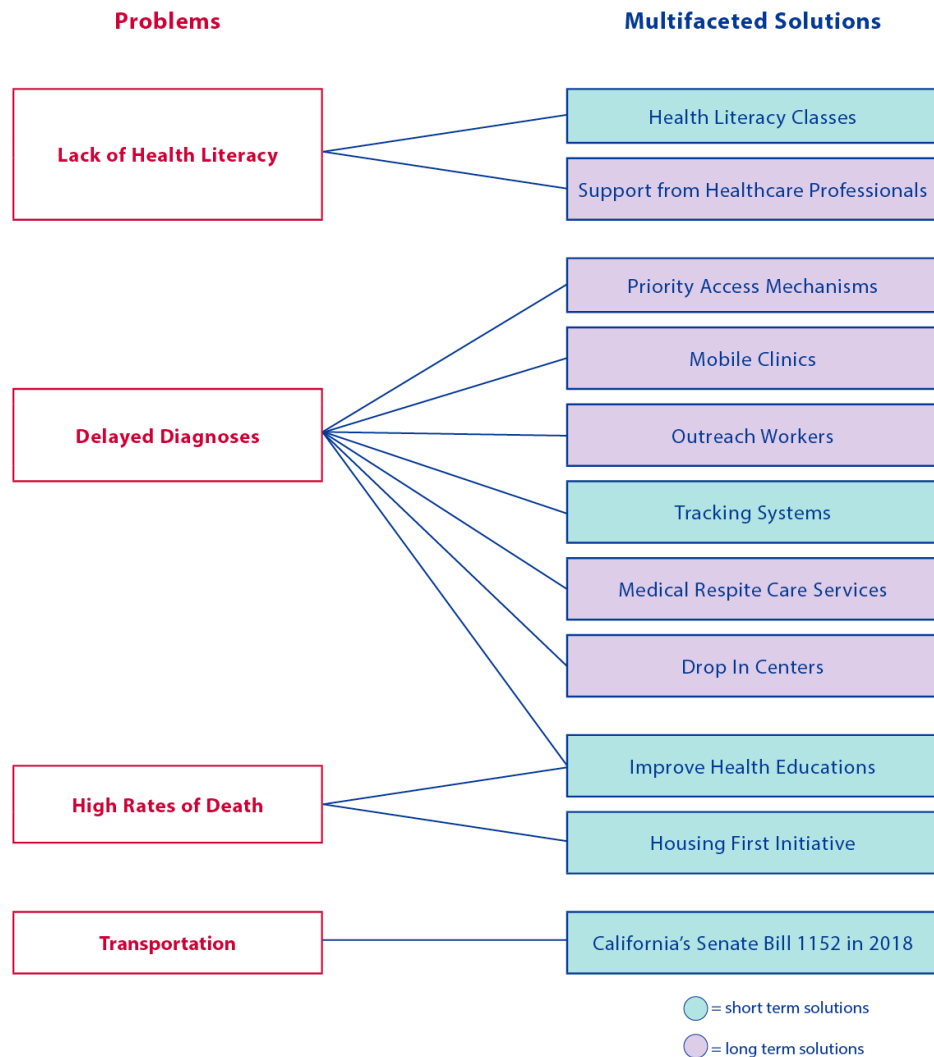 Problems
Multifaceted Solutions
Lack of Health Literacy
Health Literacy Classes
Support from Healthcare Professionals
Delayed Diagnoses
Priority Access Mechanisms
Mobile Clinics
Outreach Workers
Tracking Systems
Medical Respite Care Services
Drop In Centers
High Rates of Death
Improve Health Educations
Housing First Initiative
Transportation
California’s Senate Bill 1152 in 2018
= short term solutions
= long term solutions